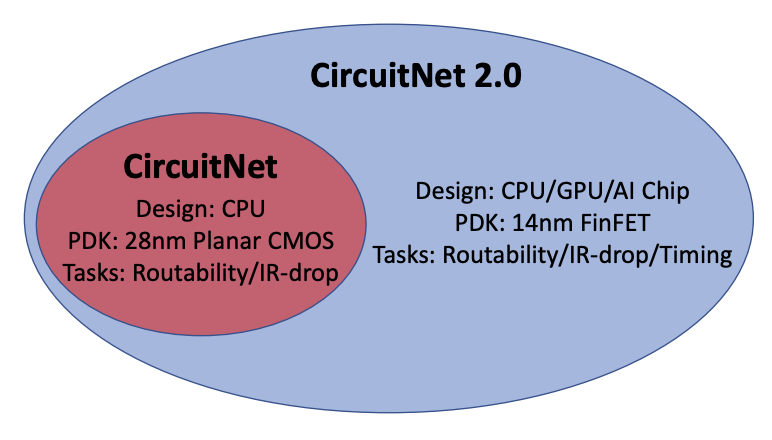 CircuitNet 2.0
CircuitNet
Design: CPU
PDK: 28nm Planar CMOS
Tasks: Routability/IR-drop
Design: CPU/GPU/AI Chip
PDK: 14nm FinFET
Tasks: Routability/IR-drop/Timing